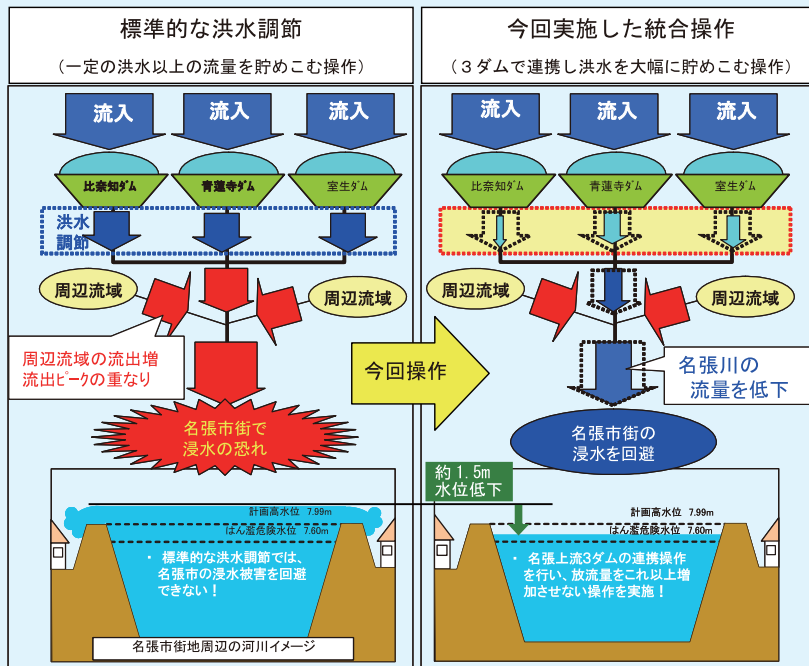 標準的な洪水調節
(一定の洪水以上の流量を貯めこむ操作)
流入
流入
流入
比奈知ダム
青蓮寺ダム
室生ダム
洪水
調節
周辺流域
周辺流域
周辺流域の流出増
流出ピークの重なり
名張市街で
浸水の恐れ
計画高水位 7.99m
はん濫危険水位 7.60m
・ 標準的な洪水調節では、
名張市の浸水被害を回避
できない!
名張市街地周辺の河川イメージ
今回操作
約1.5m
水位低下
今回実施した統合操作
(3ダムで連携し洪水を大幅に貯めこむ操作)
流入
流入
流入
比奈知ダム
青蓮寺ダム
室生ダム
周辺流域
周辺流域
名張川の
流量を低下
名張市街の
浸水を回避
計画高水位 7.99m
はん濫危険水位 7.60m
・ 名張上流3ダムの連携操作
を行い、放流量をこれ以上増
加させない操作を実施!